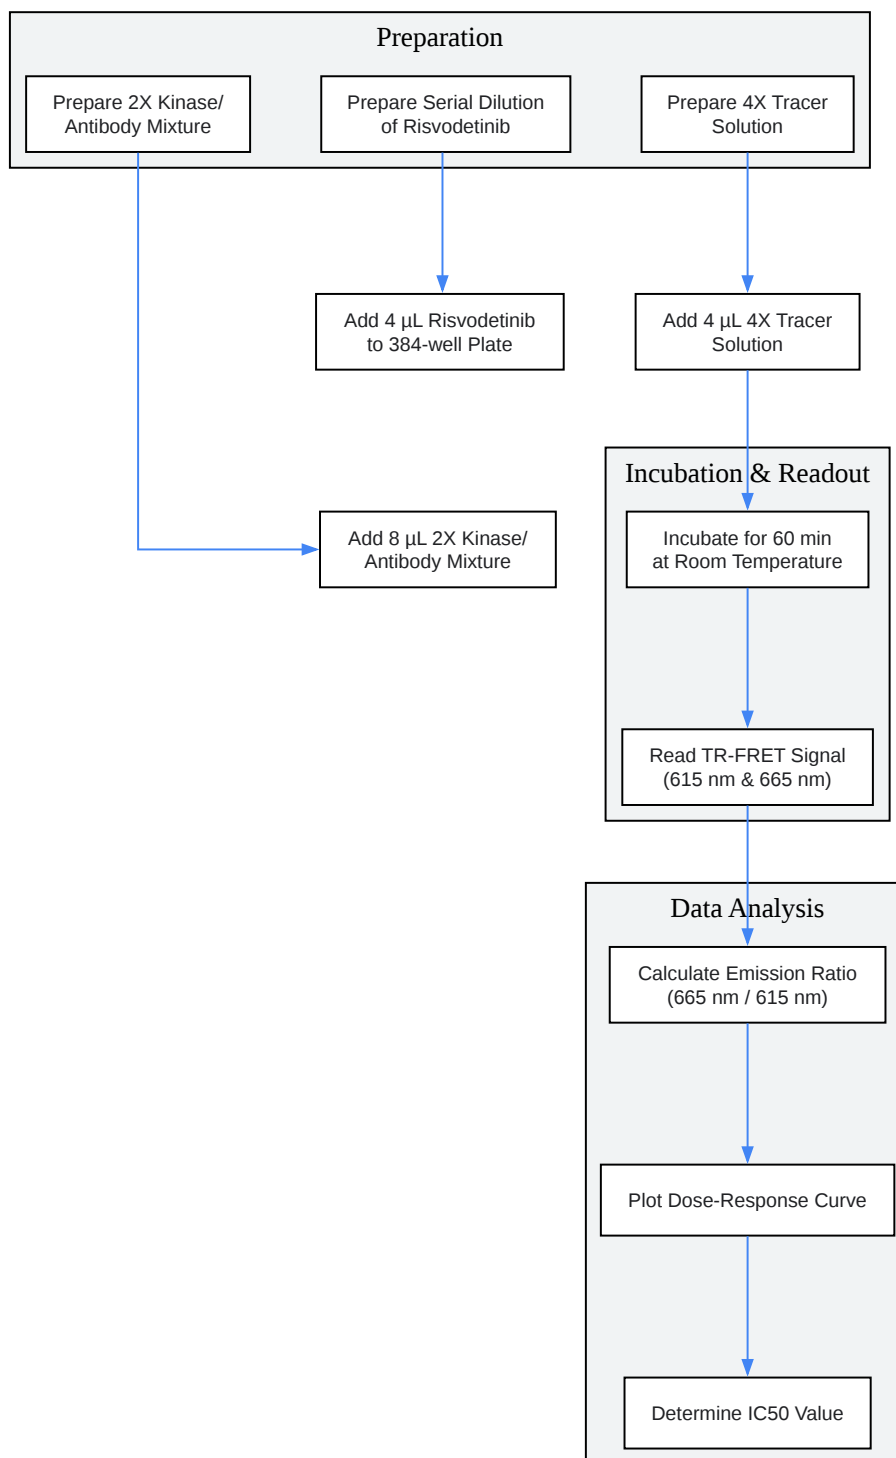 Preparation
Prepare 2X Kinase/
Antibody Mixture
Prepare Serial Dilution
of Risvodetinib
Prepare 4X Tracer
Solution
Add 4 µL Risvodetinib
to 384-well Plate
Add 4 µL 4X Tracer
Solution
Incubation & Readout
Add 8 µL 2X Kinase/
Antibody Mixture
Incubate for 60 min
at Room Temperature
Read TR-FRET Signal
(615 nm & 665 nm)
Data Analysis
Calculate Emission Ratio
(665 nm / 615 nm)
Plot Dose-Response Curve
Determine IC50 Value